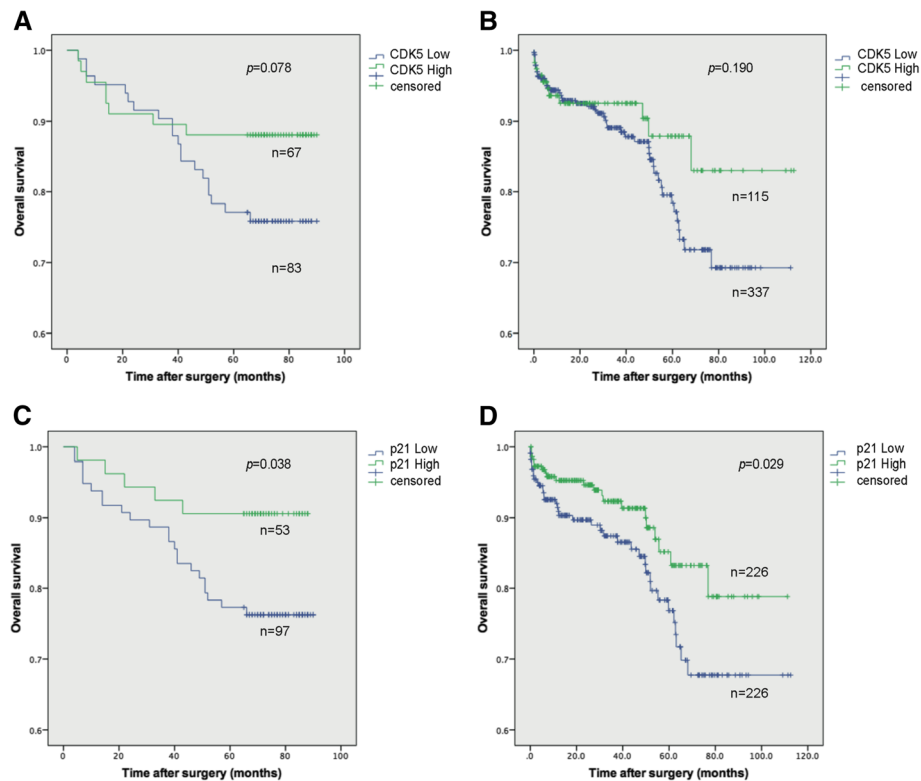 A
CDK5 Low
CDK5 High
censored
p=0.078
n=67
n=83
Overall survival
1.0
0.9
0.8
0.7
0.6
0
20
40
60
80
100
Time after surgery (months)
B
CDK5 Low
CDK5 High
censored
p=0.190
n=115
n=337
Overall survival
1.0
0.9
0.8
0.7
0.6
.0
20.0
40.0
60.0
80.0
100.0
120.0
Time after surgery (months)
C
p21 Low
p21 High
censored
p=0.038
n=53
n=97
Overall survival
1.0
0.9
0.8
0.7
0.6
0
20
40
60
80
100
Time after surgery (months)
D
p21 Low
p21 High
censored
p=0.029
n=226
n=226
Overall survival
1.0
0.9
0.8
0.7
0.6
.0
20.0
40.0
60.0
80.0
100.0
120.0
Time after surgery (months)